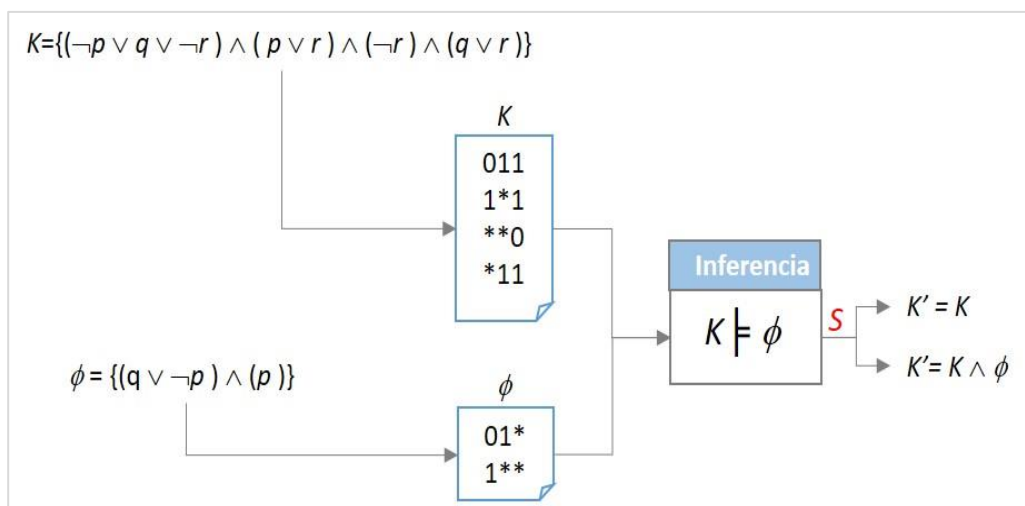 K={(¬p ∨ q ∨ ¬r ) ∧ ( p ∨ r ) ∧ (¬r ) ∧ (q ∨ r )}
K
011
1*1
**0
*11
Inferencia
K ⊨ ϕ
S
K’ = K
K’= K ∧ ϕ
ϕ = {(q ∨ ¬p ) ∧ (p )}
ϕ
01*
1**